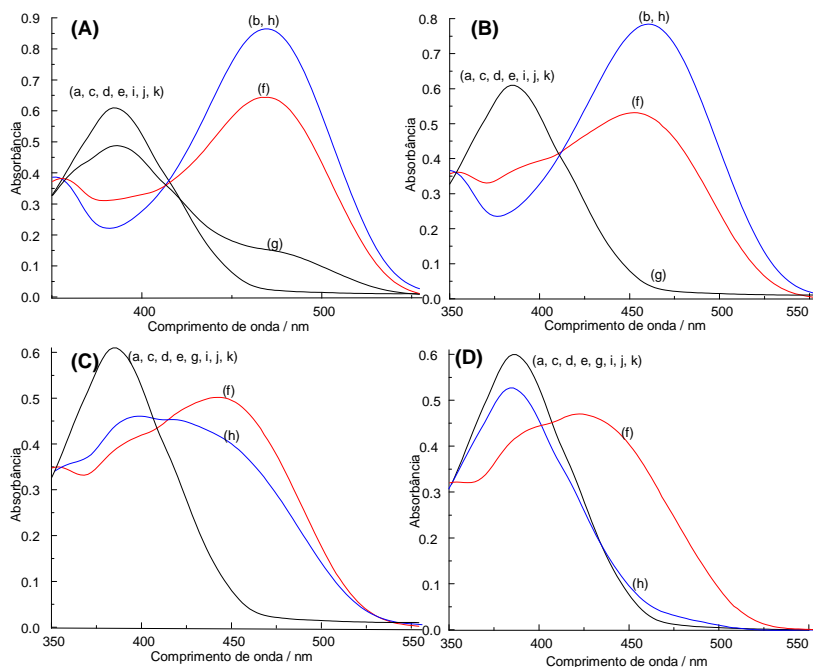 (A)
0.9
0.8
0.7
0.6
0.5
0.4
0.3
0.2
0.1
0.0
Absorbância
(b, h)
(a, c, d, e, i, j, k)
(f)
(g)
400
500
Comprimento de onda / nm
(B)
0.8
0.7
0.6
0.5
0.4
0.3
0.2
0.1
0.0
Absorbância
(b, h)
(a, c, d, e, i, j, k)
(f)
(g)
350
400
450
500
550
Comprimento de onda / nm
(C)
0.6
0.5
0.4
0.3
0.2
0.1
0.0
Absorbância
(a, c, d, e, g, i, j, k)
(f)
(h)
350
400
450
500
550
Comprimento de onda / nm
(D)
0.6
0.5
0.4
0.3
0.2
0.1
0.0
Absorbância
(a, c, d, e, g, i, j, k)
(f)
(h)
350
400
450
500
550
Comprimento de onda / nm